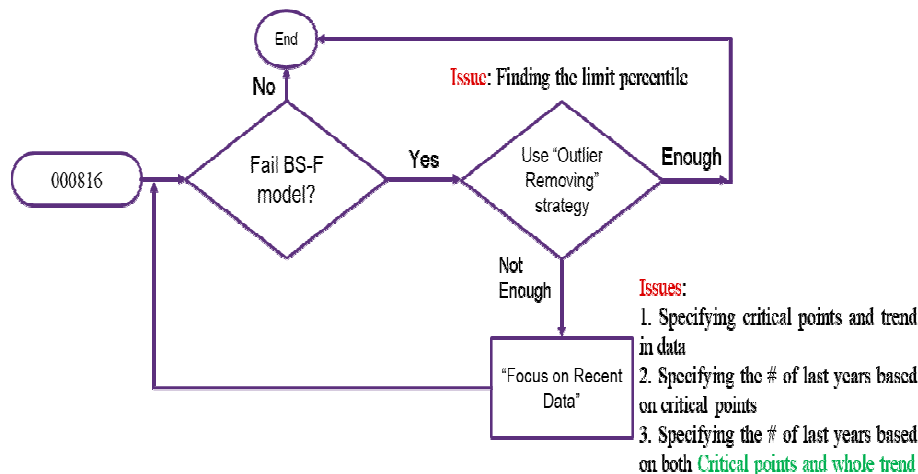 End
Issue: Finding the limit percentile
No
000816
Fail BS-F
model?
Yes
Use "Outlier
Removing"
strategy
Enough
Not
Enough
"Focus on Recent
Data"
Issues:
1. Specifying critical points and trend
in data
2. Specifying the # of last years based
on critical points
3. Specifying the # of last years based
on both Critical points and whole trend